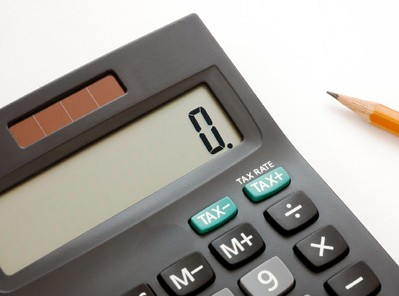 0.
TAX RATE
TAX- TAX+
÷
M- M+ ×
9 -